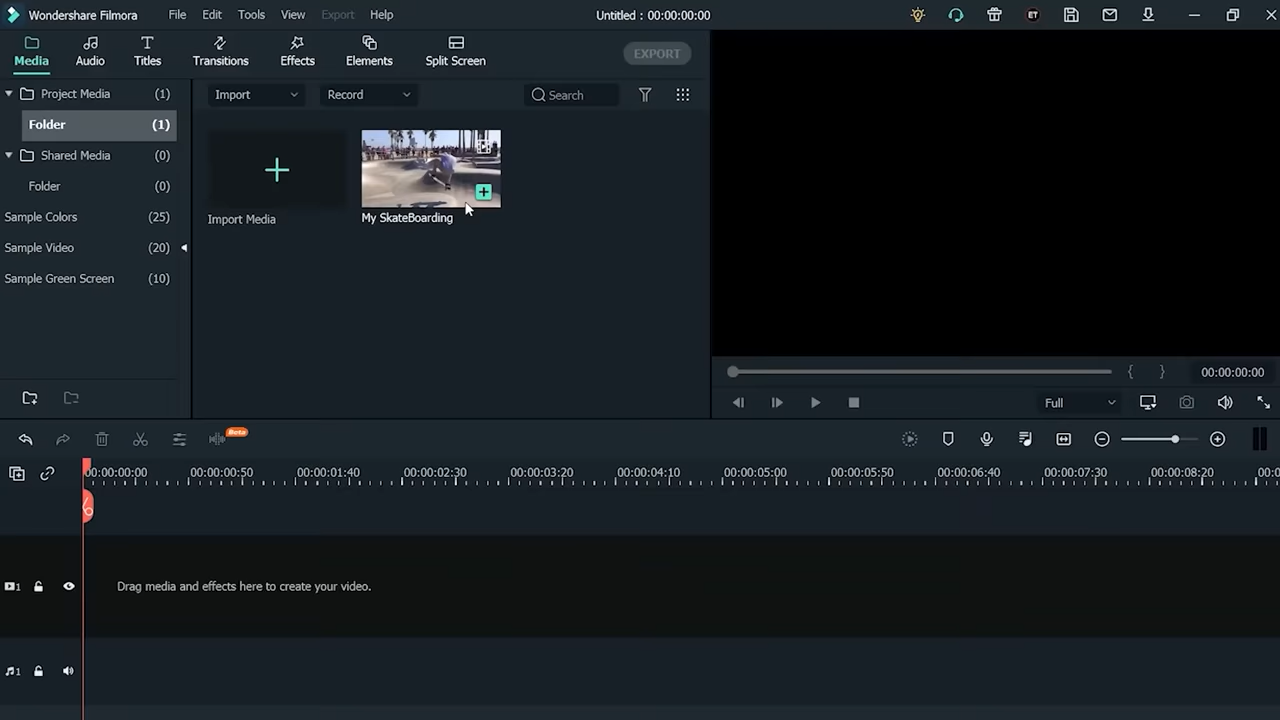 Wondershare Filmora File Edit Tools View Export Help Untitled : 00:00:00:00 ET
Media Audio Titles Transitions Effects Elements Split Screen EXPORT
Project Media (1)
Folder (1)
Shared Media (0)
Folder (0)
Sample Colors (25)
Sample Video (20)
Sample Green Screen (10)
Import Record Search
Import Media My SkateBoarding
{ } 00:00:00:00
Full
Beta
00:00:00:00 00:00:00:50 00:00:01:40 00:00:02:30 00:00:03:20 00:00:04:10 00:00:05:00 00:00:05:50 00:00:06:40 00:00:07:30 00:00:08:20 00:0
1 Drag media and effects here to create your video.
1